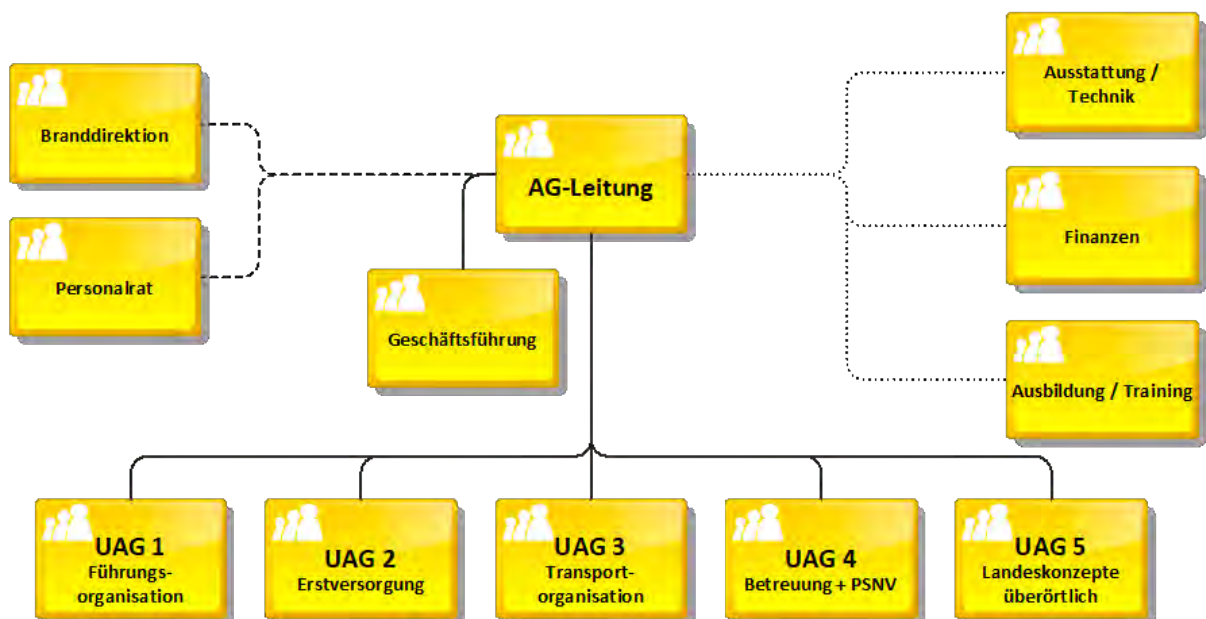 Branddirektion
Personalrat
AG-Leitung
Geschäftsführung
Ausstattung /
Technik
Finanzen
Ausbildung / Training
UAG 1
Führungs-
organisation
UAG 2
Erstversorgung
UAG 3
Transport-
organisation
UAG 4
Betreuung + PSNV
UAG 5
Landeskonzepte
überörtlich